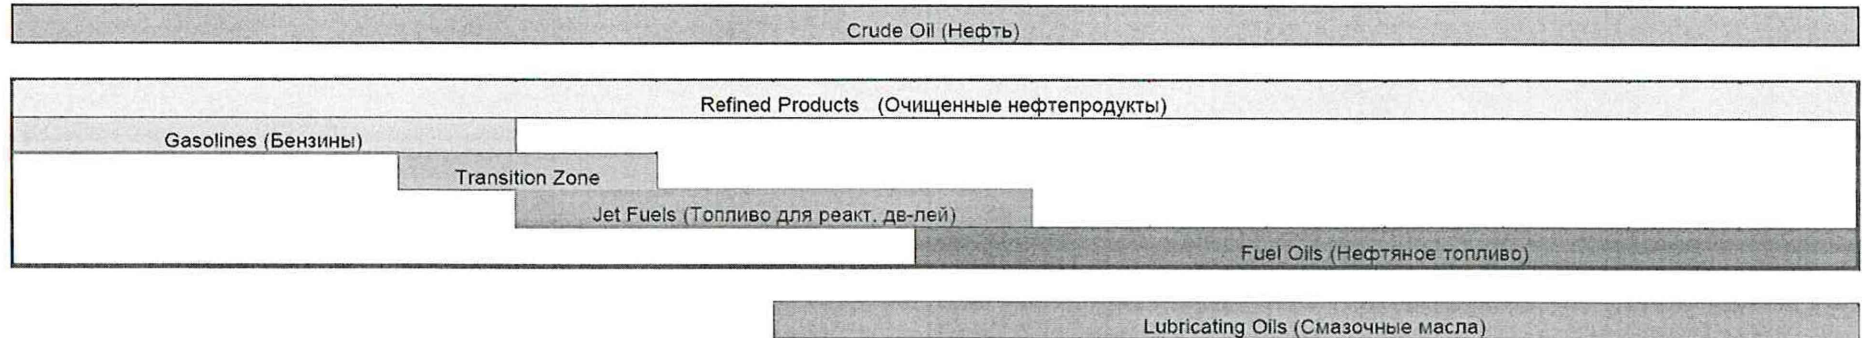 Crude Oil (Нефть)
Refined Products (Очищенные нефтепродукты)
Gasolines (Бензины)
Transition Zone
Jet Fuels (Топливо для реакт. дв-лей)
Fuel Oils (Нефтяное топливо)
Lubricating Oils (Смазочные масла)